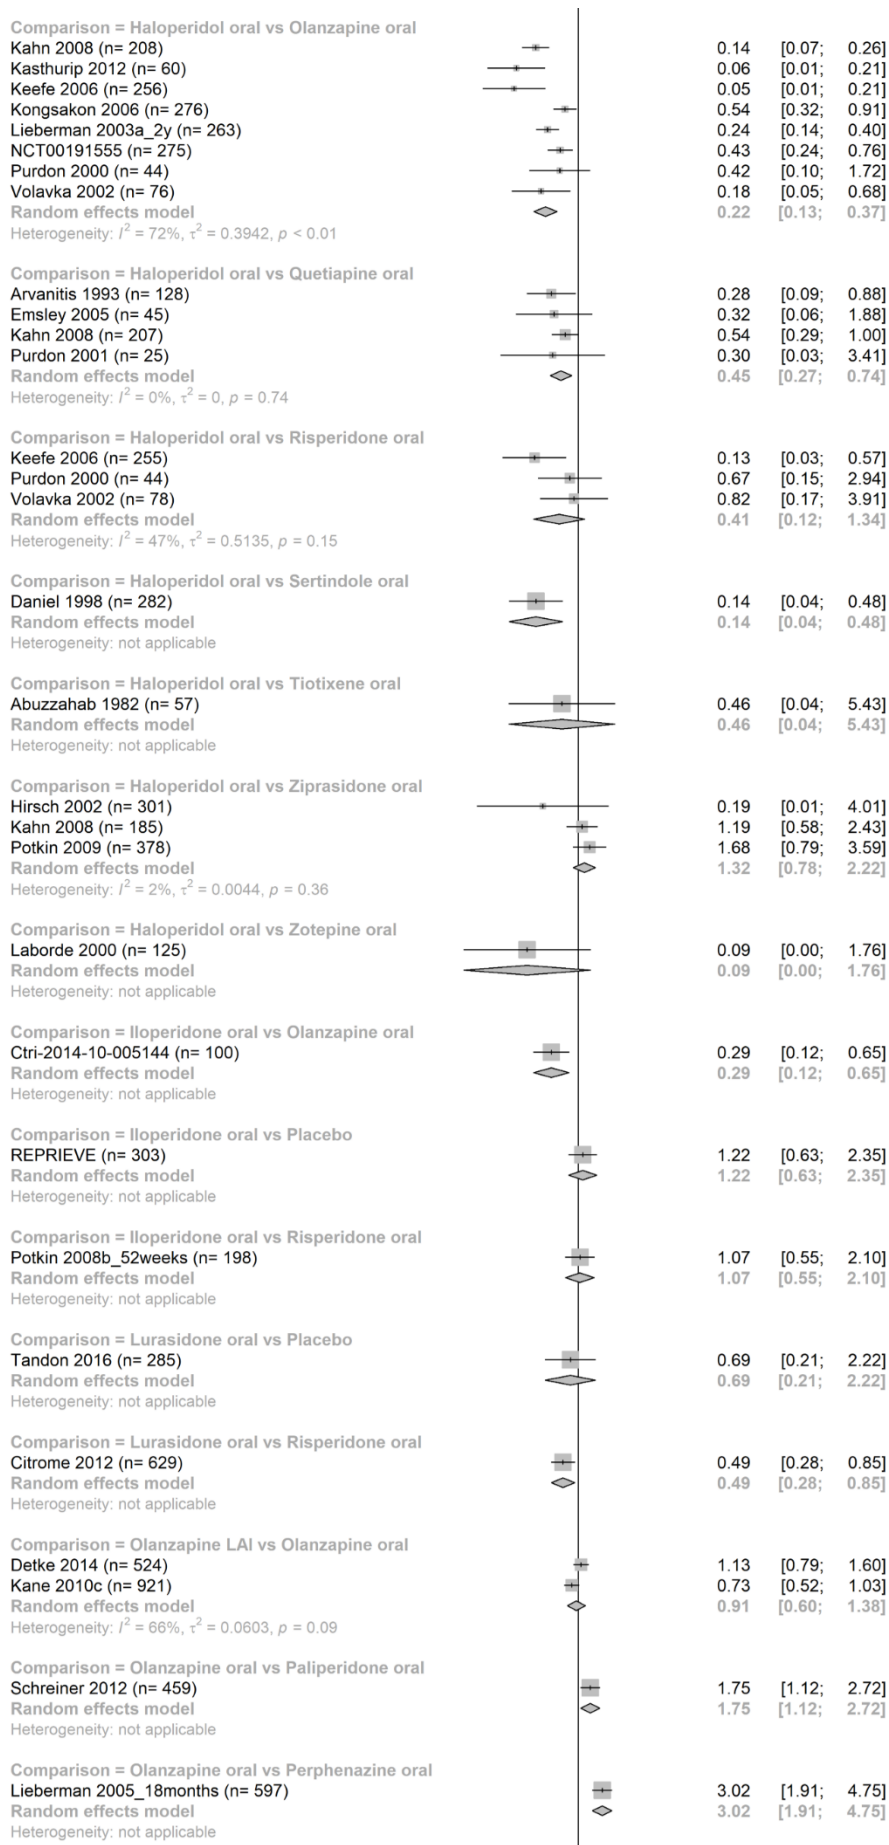 Comparison = Haloperidol oral vs Olanzapine oral
Kahn 2008 (n= 208) 0.14 [0.07; 0.26]
Kasthurip 2012 (n= 60) 0.06 [0.01; 0.21]
Keefe 2006 (n= 256) 0.05 [0.01; 0.21]
Kongsakon 2006 (n= 276) 0.54 [0.32; 0.91]
Lieberman 2003a_2y (n= 263) 0.24 [0.14; 0.40]
NCT00191555 (n= 275) 0.43 [0.24; 0.76]
Purdon 2000 (n= 44) 0.42 [0.10; 1.72]
Volavka 2002 (n= 76) 0.18 [0.05; 0.68]
Random effects model 0.22 [0.13; 0.37]
Heterogeneity: I² = 72%, τ² = 0.3942, p < 0.01
Comparison = Haloperidol oral vs Quetiapine oral
Arvanitis 1993 (n= 128) 0.28 [0.09; 0.88]
Emsley 2005 (n= 45) 0.32 [0.06; 1.88]
Kahn 2008 (n= 207) 0.54 [0.29; 1.00]
Purdon 2001 (n= 25) 0.30 [0.03; 3.41]
Random effects model 0.45 [0.27; 0.74]
Heterogeneity: I² = 0%, τ² = 0, p = 0.74
Comparison = Haloperidol oral vs Risperidone oral
Keefe 2006 (n= 255) 0.13 [0.03; 0.57]
Purdon 2000 (n= 44) 0.67 [0.15; 2.94]
Volavka 2002 (n= 78) 0.82 [0.17; 3.91]
Random effects model 0.41 [0.12; 1.34]
Heterogeneity: I² = 47%, τ² = 0.5135, p = 0.15
Comparison = Haloperidol oral vs Sertindole oral
Daniel 1998 (n= 282) 0.14 [0.04; 0.48]
Random effects model 0.14 [0.04; 0.48]
Heterogeneity: not applicable
Comparison = Haloperidol oral vs Tiotixene oral
Abuzzahab 1982 (n= 57) 0.46 [0.04; 5.43]
Random effects model 0.46 [0.04; 5.43]
Heterogeneity: not applicable
Comparison = Haloperidol oral vs Ziprasidone oral
Hirsch 2002 (n= 301) 0.19 [0.01; 4.01]
Kahn 2008 (n= 185) 1.19 [0.58; 2.43]
Potkin 2009 (n= 378) 1.68 [0.79; 3.59]
Random effects model 1.32 [0.78; 2.22]
Heterogeneity: I² = 2%, τ² = 0.0044, p = 0.36
Comparison = Haloperidol oral vs Zotepine oral
Laborde 2000 (n= 125) 0.09 [0.00; 1.76]
Random effects model 0.09 [0.00; 1.76]
Heterogeneity: not applicable
Comparison = Iloperidone oral vs Olanzapine oral
Ctri-2014-10-005144 (n= 100) 0.29 [0.12; 0.65]
Random effects model 0.29 [0.12; 0.65]
Heterogeneity: not applicable
Comparison = Iloperidone oral vs Placebo
REPRIEVE (n= 303) 1.22 [0.63; 2.35]
Random effects model 1.22 [0.63; 2.35]
Heterogeneity: not applicable
Comparison = Iloperidone oral vs Risperidone oral
Potkin 2008b_52weeks (n= 198) 1.07 [0.55; 2.10]
Random effects model 1.07 [0.55; 2.10]
Heterogeneity: not applicable
Comparison = Lurasidone oral vs Placebo
Tandon 2016 (n= 285) 0.69 [0.21; 2.22]
Random effects model 0.69 [0.21; 2.22]
Heterogeneity: not applicable
Comparison = Lurasidone oral vs Risperidone oral
Citrome 2012 (n= 629) 0.49 [0.28; 0.85]
Random effects model 0.49 [0.28; 0.85]
Heterogeneity: not applicable
Comparison = Olanzapine LAI vs Olanzapine oral
Detke 2014 (n= 524) 1.13 [0.79; 1.60]
Kane 2010c (n= 921) 0.73 [0.52; 1.03]
Random effects model 0.91 [0.60; 1.38]
Heterogeneity: I² = 66%, τ² = 0.0603, p = 0.09
Comparison = Olanzapine oral vs Paliperidone oral
Schreiner 2012 (n= 459) 1.75 [1.12; 2.72]
Random effects model 1.75 [1.12; 2.72]
Heterogeneity: not applicable
Comparison = Olanzapine oral vs Perphenazine oral
Lieberman 2005_18months (n= 597) 3.02 [1.91; 4.75]
Random effects model 3.02 [1.91; 4.75]
Heterogeneity: not applicable